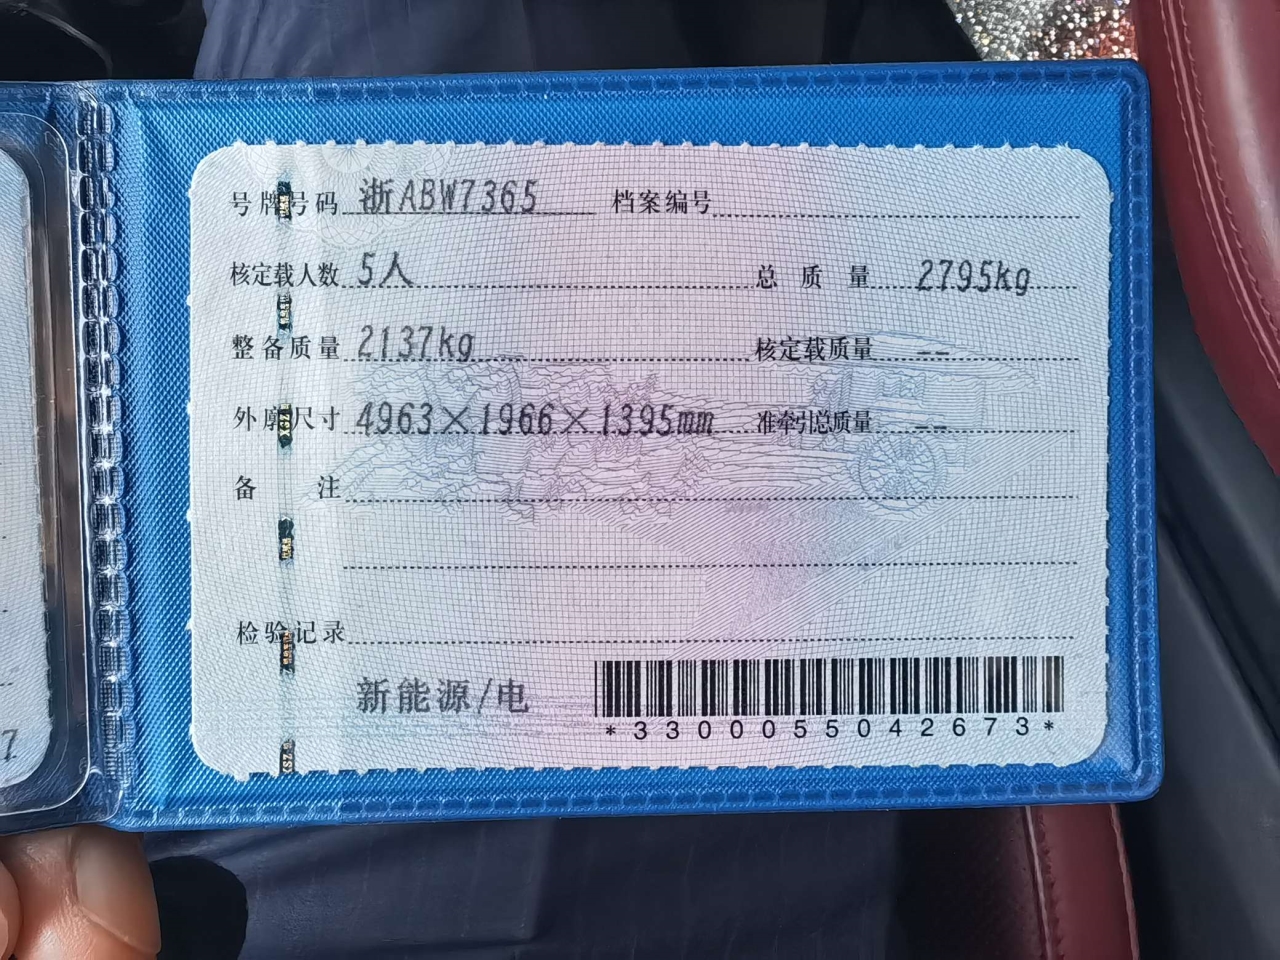 号牌号码 浙ABW7365 档案编号
核定载人数 5人 总质量 2795kg
整备质量 2137kg 核定载质量 --
外廓尺寸 4963×1966×1395mm 准牵引总质量 --
备注
检验记录
新能源/电
*3300055042673*
7